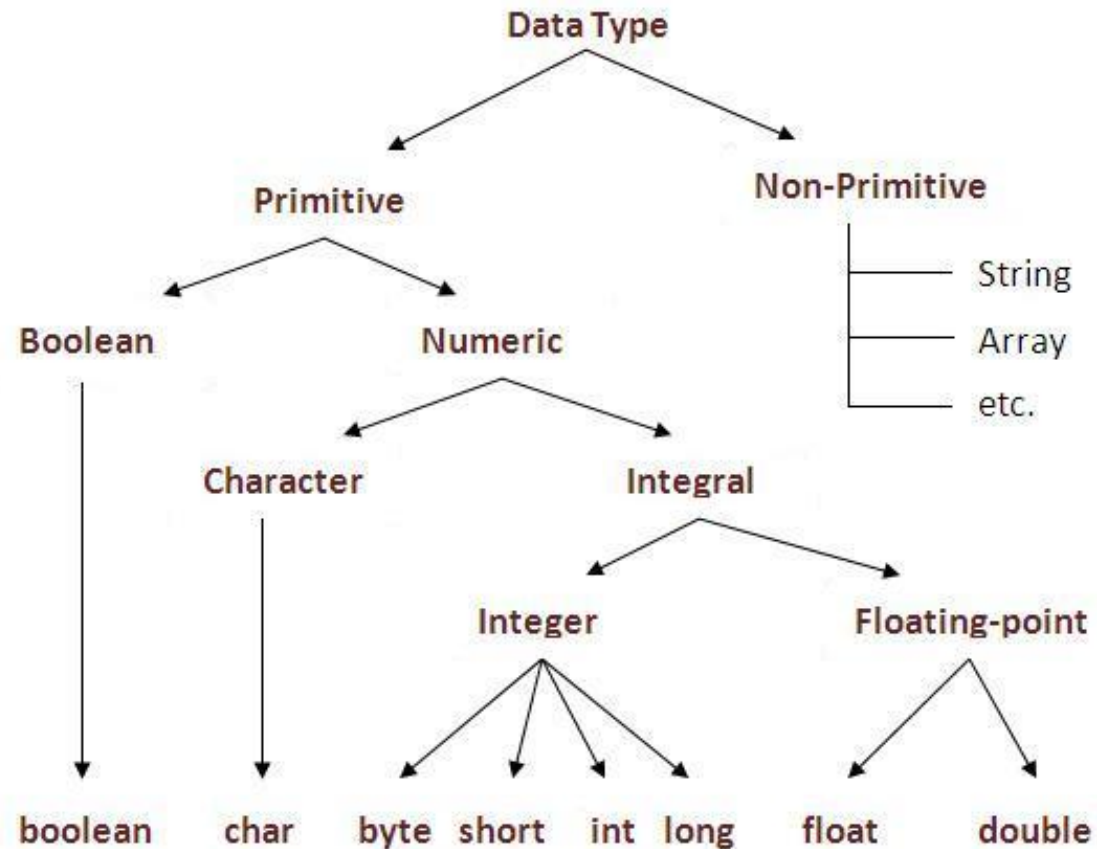 Data Type
Primitive
Non-Primitive
String
Array
etc.
Boolean
Numeric
Character
Integral
Integer
Floating-point
boolean
char
byte
short
int
long
float
double